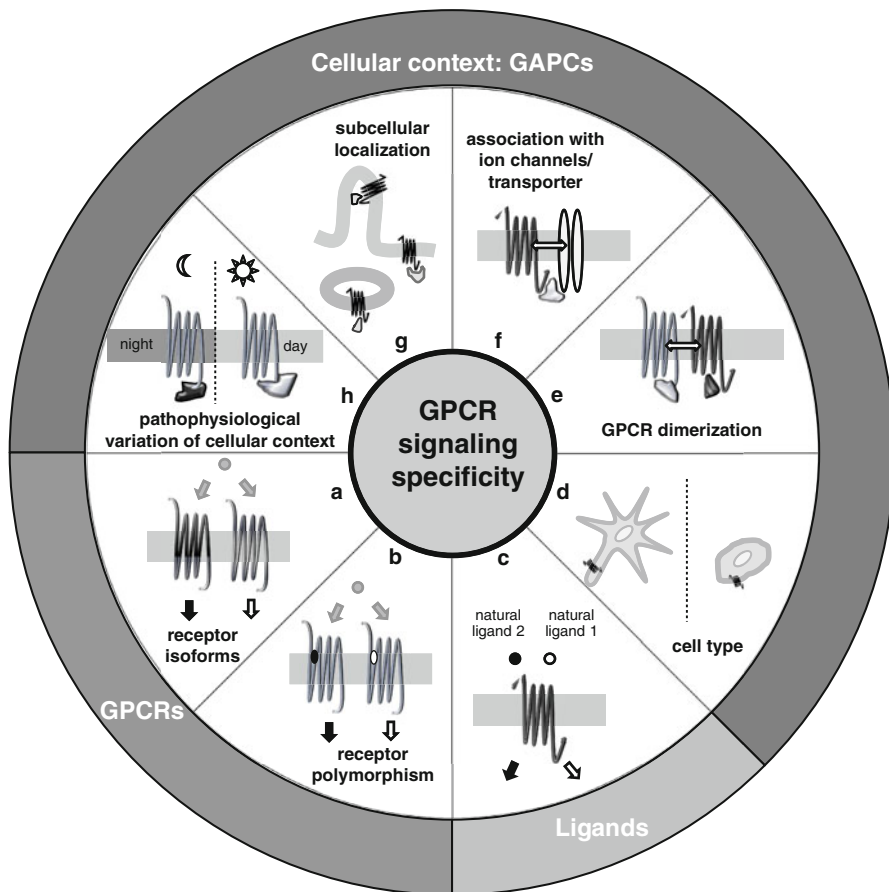 Cellular context: GAPCs
subcellular
localization
association with
ion channels/
transporter
night
day
pathophysiological
variation of cellular context
g
f
h
e
GPCR
signaling
specificity
GPCR dimerization
a
d
b
c
receptor
isoforms
natural
ligand 2
natural
ligand 1
cell type
GPCRs
receptor
polymorphism
Ligands